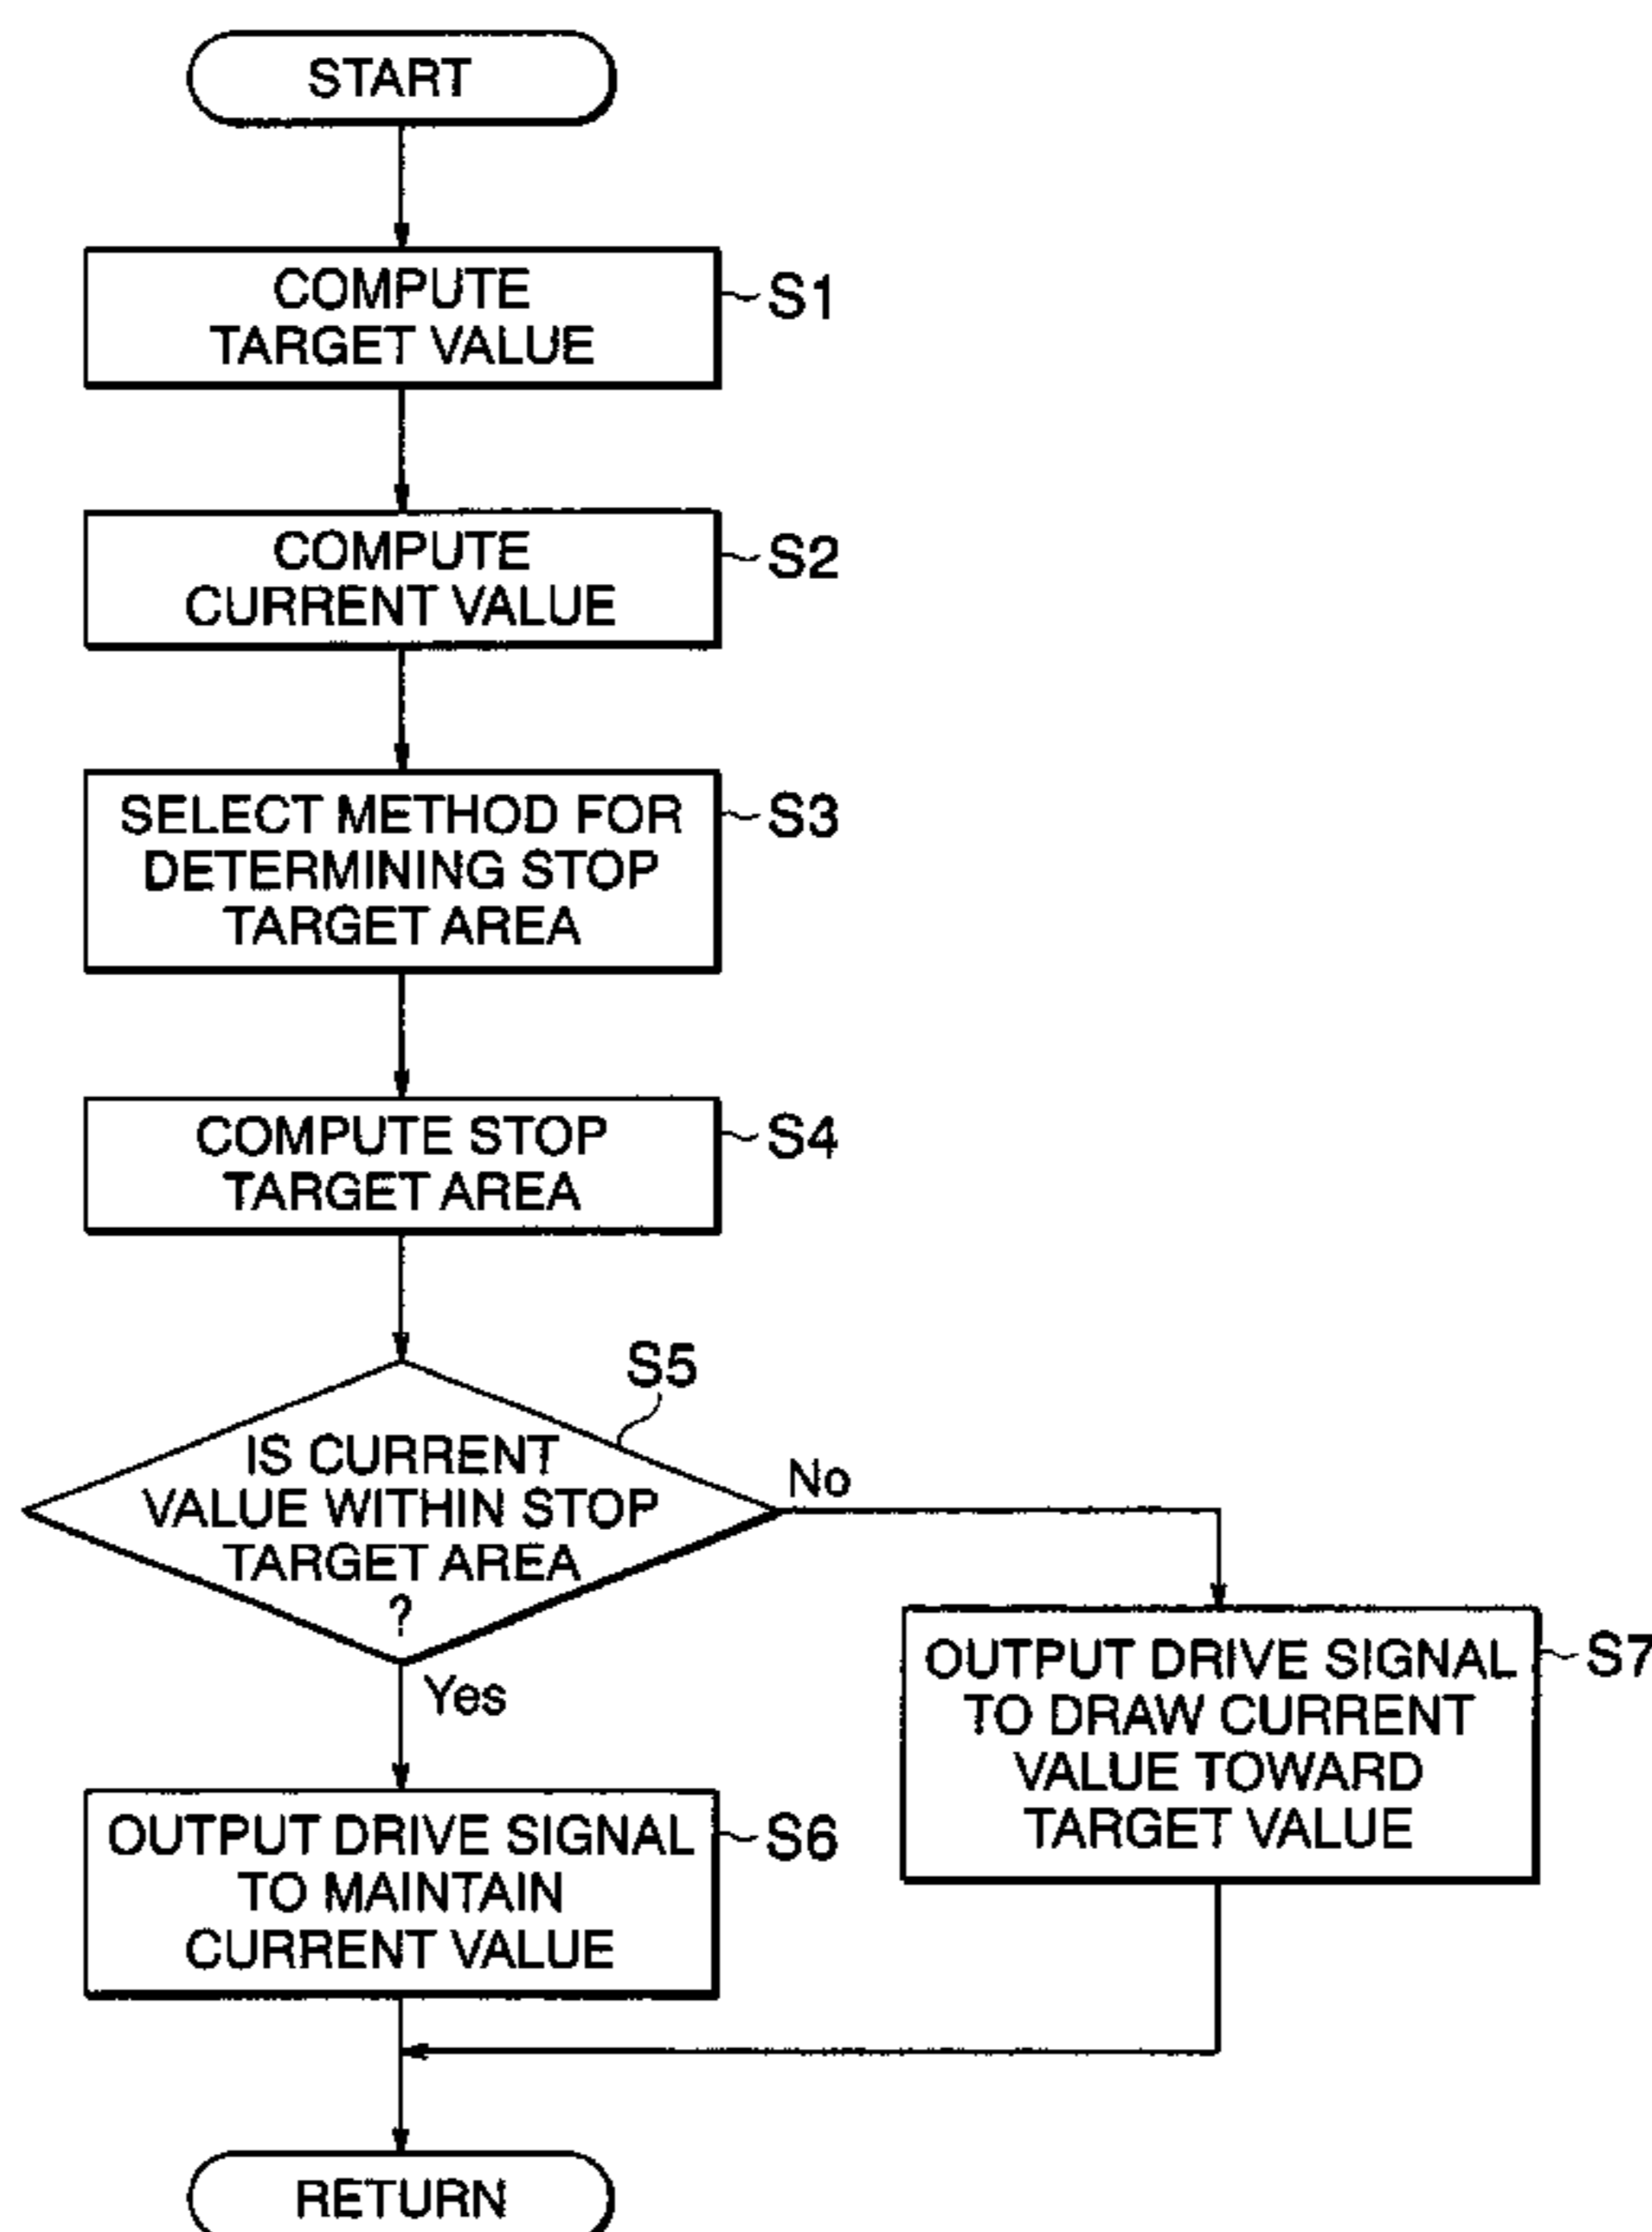 START
COMPUTE
TARGET VALUE
S1
COMPUTE
CURRENT VALUE
S2
SELECT METHOD FOR
DETERMINING STOP
TARGET AREA
S3
COMPUTE STOP
TARGET AREA
S4
S5
IS CURRENT
VALUE WITHIN STOP
TARGET AREA
?
No
Yes
OUTPUT DRIVE SIGNAL
TO DRAW CURRENT
VALUE TOWARD
TARGET VALUE
S7
OUTPUT DRIVE SIGNAL
TO MAINTAIN
CURRENT VALUE
S6
RETURN